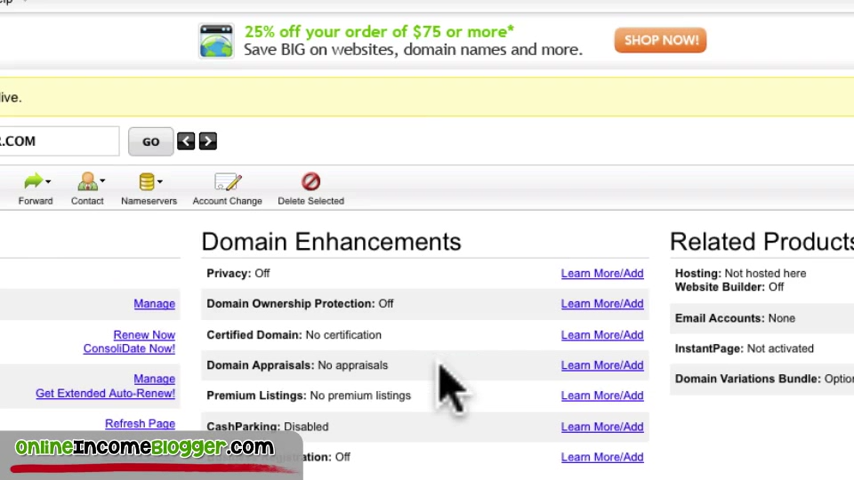 25% off your order of $75 or more*
Save BIG on websites, domain names and more.
SHOP NOW!
live.
.COM
GO
Forward
Contact
Nameservers
Account Change
Delete Selected
Domain Enhancements
Related Products
Privacy: Off
Learn More/Add
Hosting: Not hosted here
Website Builder: Off
Manage
Domain Ownership Protection: Off
Learn More/Add
Email Accounts: None
Renew Now
ConsoliDate Now!
Certified Domain: No certification
Learn More/Add
InstantPage: Not activated
Manage
Get Extended Auto-Renew!
Domain Appraisals: No appraisals
Learn More/Add
Domain Variations Bundle:
Premium Listings: No premium listings
Learn More/Add
Refresh Page
CashParking: Disabled
Learn More/Add
Off
Learn More/Add
onlineIncomeBlogger.com